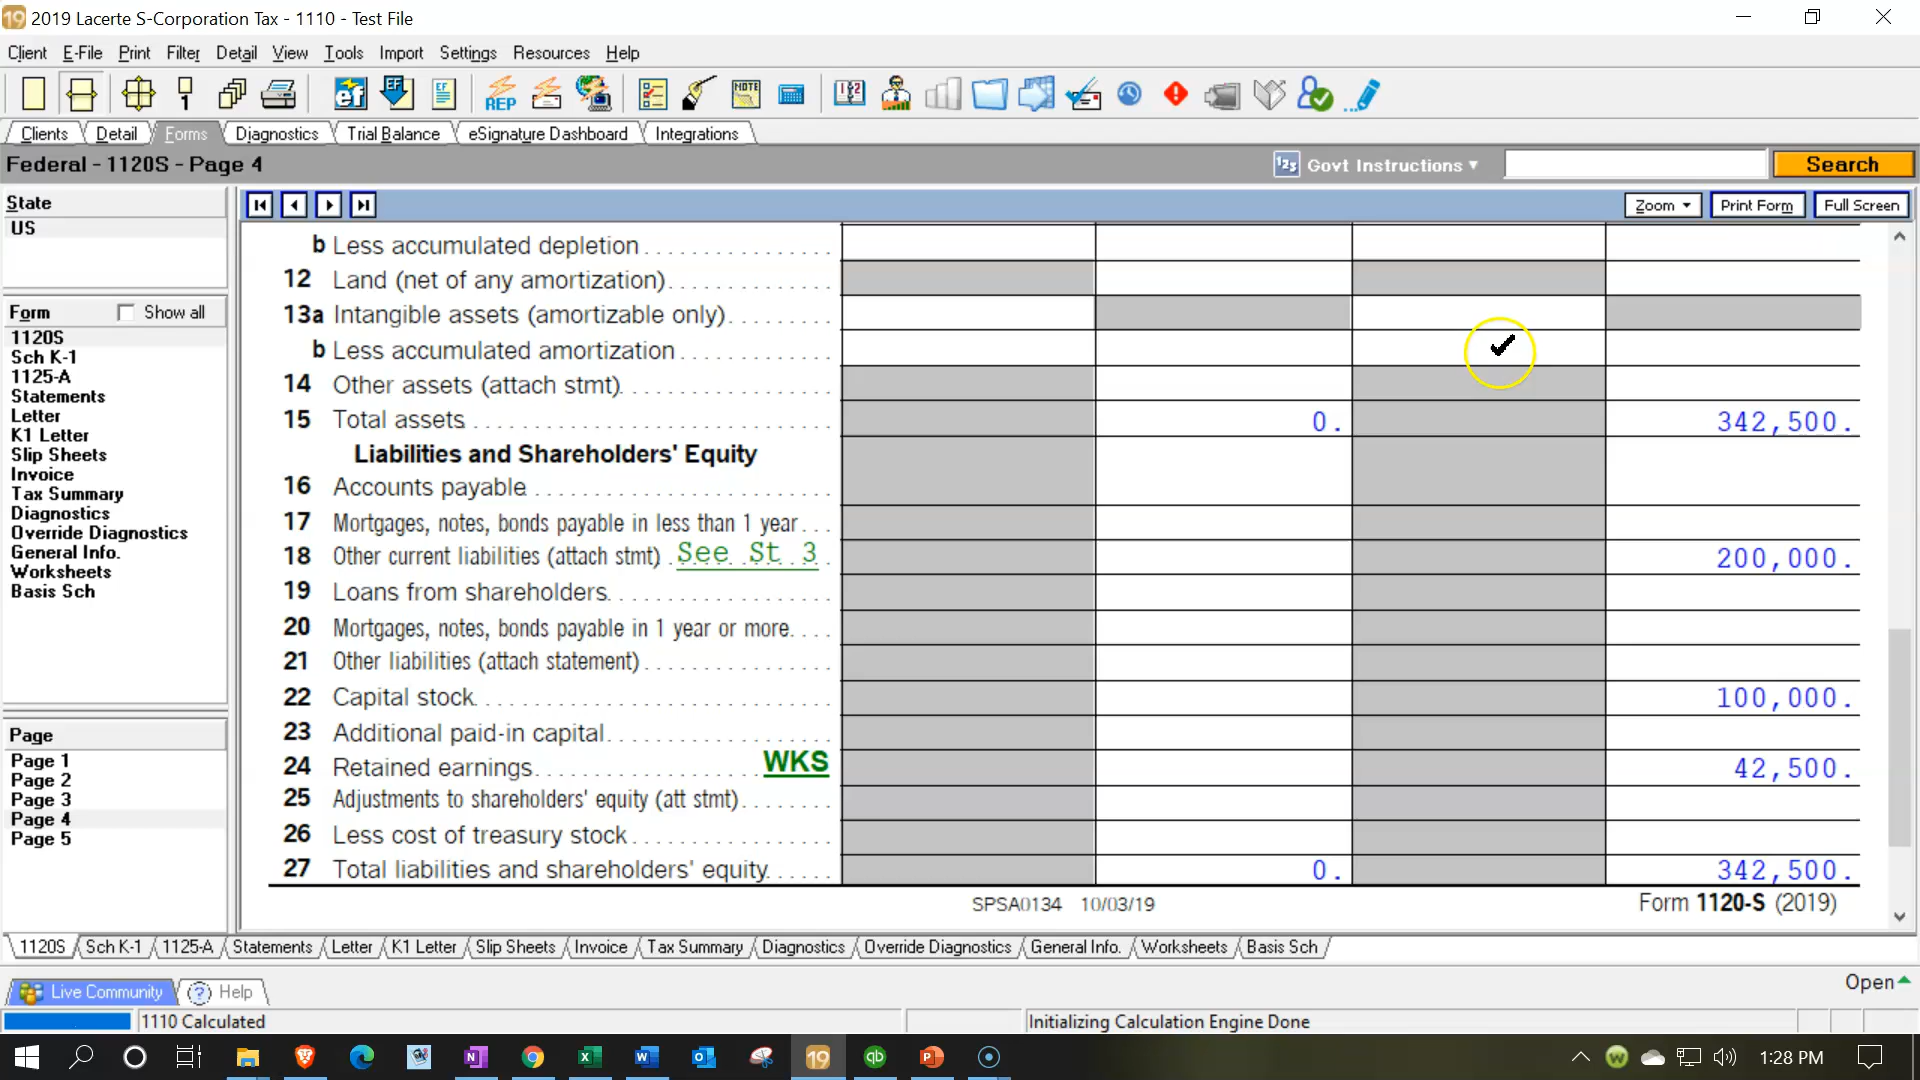 2019 Lacerte S-Corporation Tax - 1110 - Test File
Client E-File Print Filter Detail View Tools Import Settings Resources Help
Clients Detail Forms Diagnostics Trial Balance eSignature Dashboard Integrations
Federal - 1120S - Page 4
Govt Instructions
Search
State
US
Zoom
Print Form
Full Screen
Form Show all
1120S
Sch K-1
1125-A
Statements
Letter
K1 Letter
Slip Sheets
Invoice
Tax Summary
Diagnostics
Override Diagnostics
General Info.
Worksheets
Basis Sch
Page
Page 1
Page 2
Page 3
Page 4
Page 5
b Less accumulated depletion
12 Land (net of any amortization)
13a Intangible assets (amortizable only)
b Less accumulated amortization
14 Other assets (attach stmt)
15 Total assets 0. 342,500.
Liabilities and Shareholders' Equity
16 Accounts payable
17 Mortgages, notes, bonds payable in less than 1 year
18 Other current liabilities (attach stmt) See St 3 200,000.
19 Loans from shareholders
20 Mortgages, notes, bonds payable in 1 year or more
21 Other liabilities (attach statement)
22 Capital stock 100,000.
23 Additional paid-in capital
24 Retained earnings WKS 42,500.
25 Adjustments to shareholders' equity (att stmt)
26 Less cost of treasury stock
27 Total liabilities and shareholders' equity 0. 342,500.
SPSA0134 10/03/19 Form 1120-S (2019)
1120S Sch K-1 1125-A Statements Letter K1 Letter Slip Sheets Invoice Tax Summary Diagnostics Override Diagnostics General Info. Worksheets Basis Sch
Open
Live Community Help
1110 Calculated
Initializing Calculation Engine Done
1:28 PM